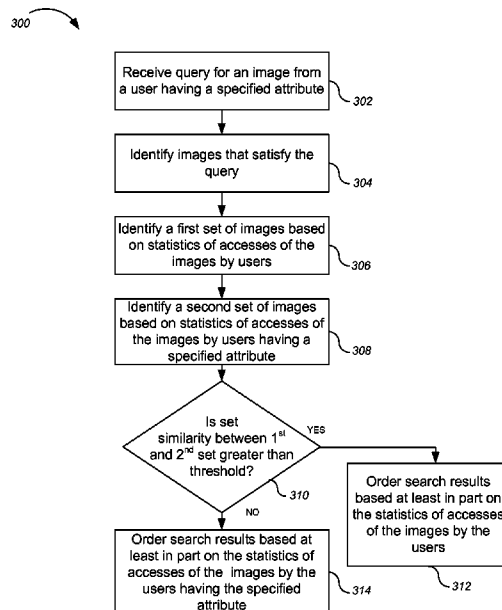 300
Receive query for an image from
a user having a specified attribute
302
Identify images that satisfy the
query
304
Identify a first set of images based
on statistics of accesses of the
images by users
306
Identify a second set of images
based on statistics of accesses of
the images by users having a
specified attribute
308
Is set
similarity between 1st
and 2nd set greater than
threshold?
310
YES
NO
Order search results
based at least in part on
the statistics of accesses
of the images by the
users
312
Order search results based at
least in part on the statistics of
accesses of the images by the
users having the specified
attribute
314